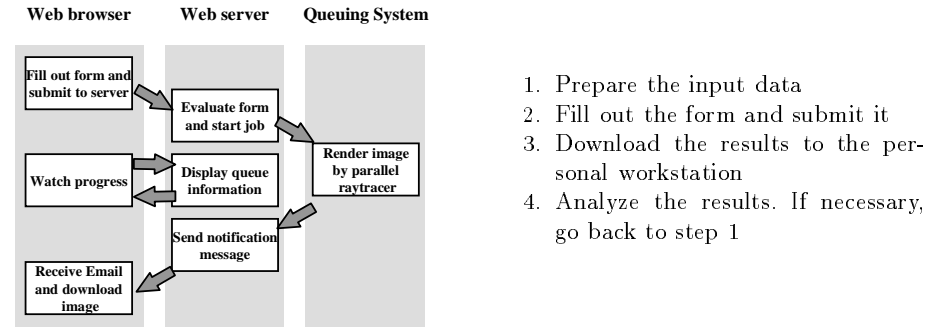 Web browser
Web server
Queuing System
Fill out form and
submit to server
Evaluate form
and start job
Render image
by parallel
raytracer
Watch progress
Display queue
information
Send notification
message
Receive Email
and download
image
1. Prepare the input data
2. Fill out the form and submit it
3. Download the results to the per-
sonal workstation
4. Analyze the results. If necessary,
go back to step 1